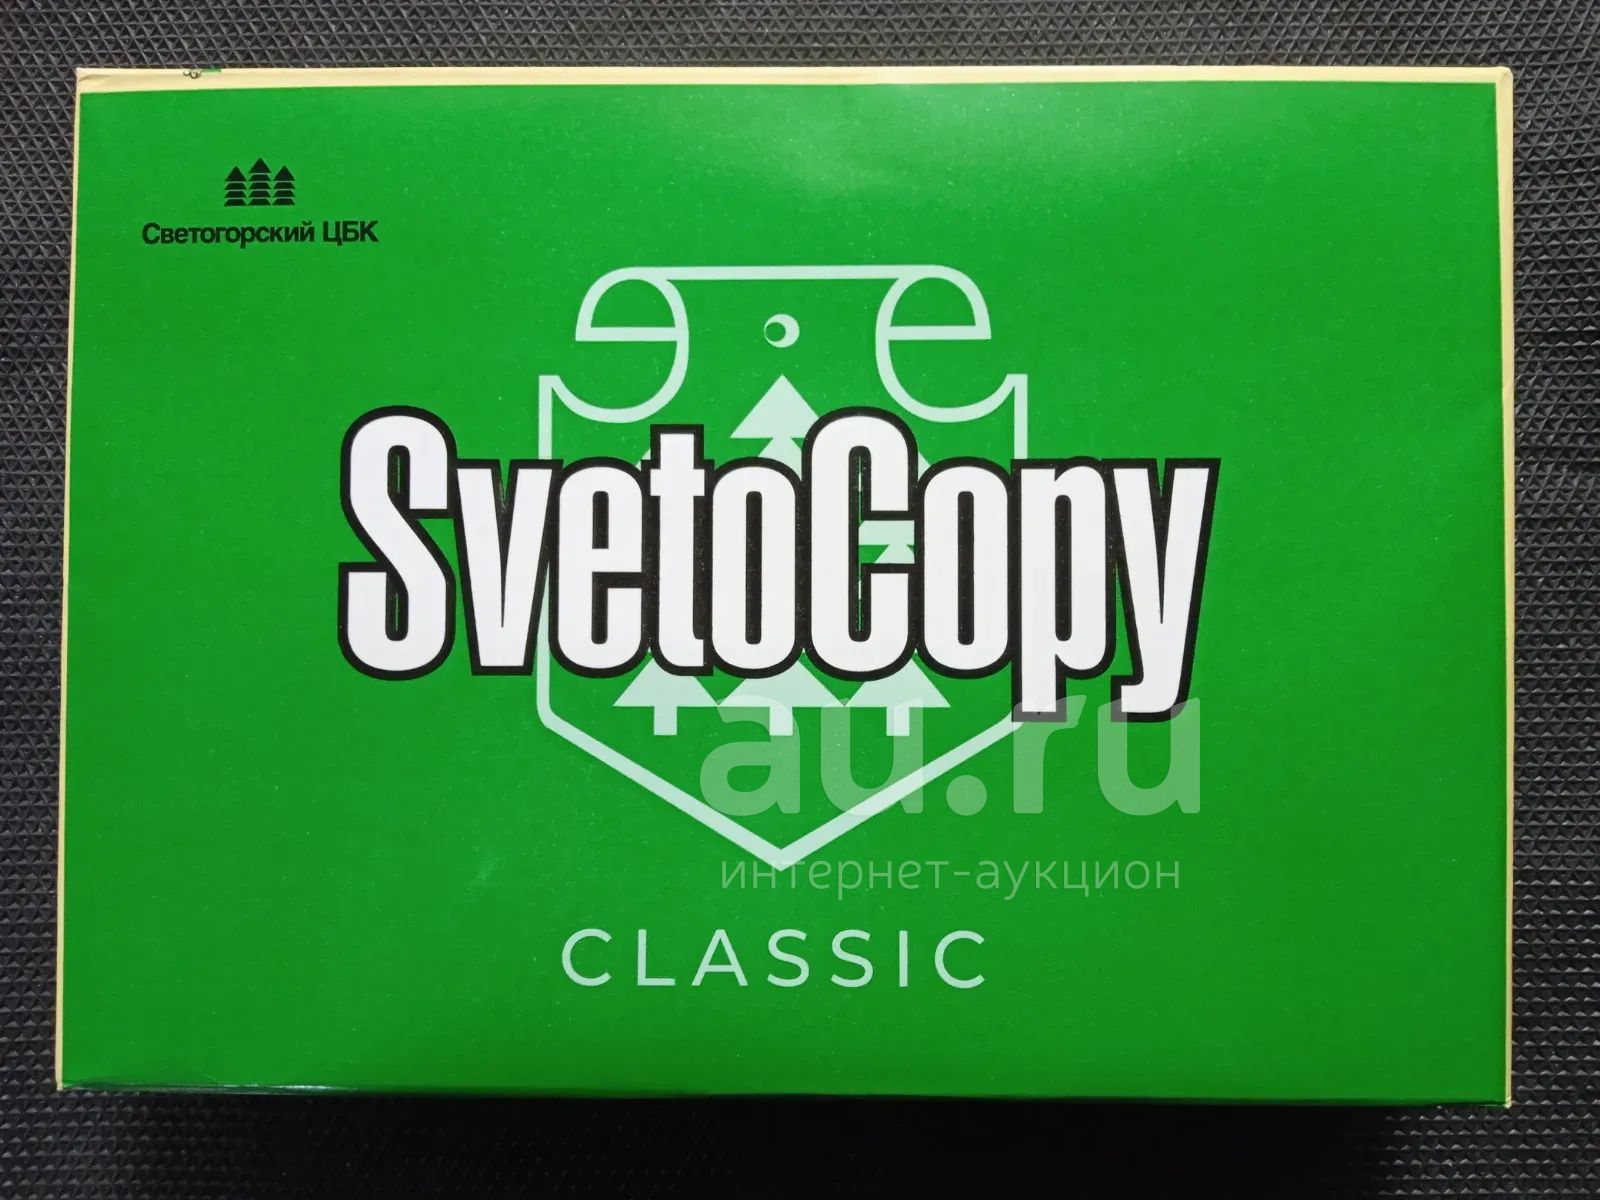 Светогорский ЦБК
SvetoCopy
au.ru
интернет-аукцион
CLASSIC